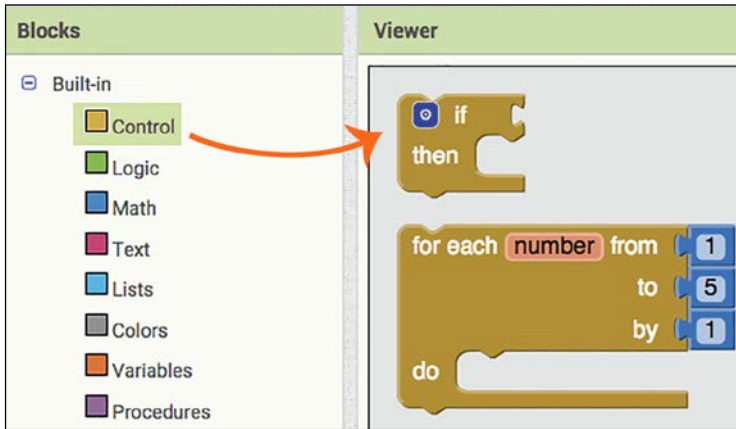 Blocks
Built-in
Control
Logic
Math
Text
Lists
Colors
Variables
Procedures
Viewer
if
then
for each number from 1
to 5
by 1
do